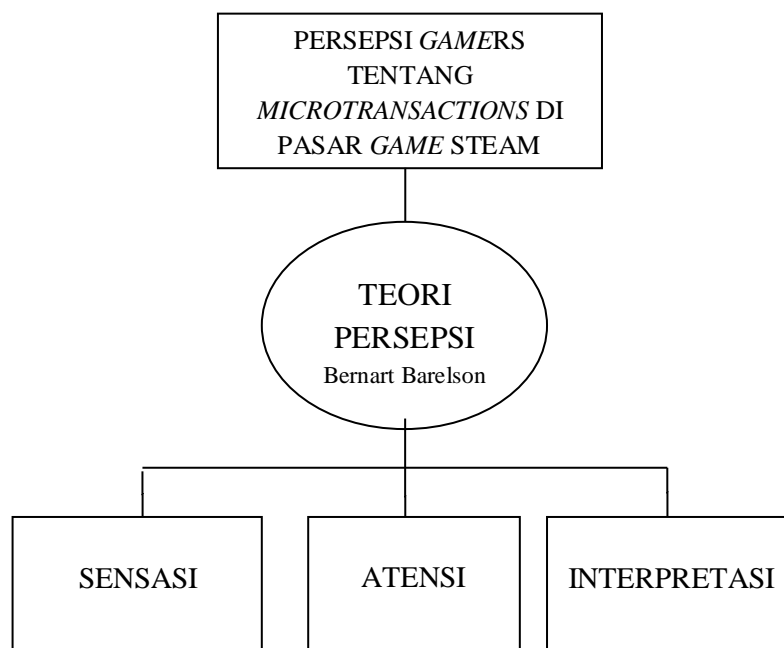 PERSEPSI GAMERS
TENTANG
MICROTRANSACTIONS DI
PASAR GAME STEAM
TEORI
PERSEPSI
Bernart Barelson
SENSASI
ATENSI
INTERPRETASI